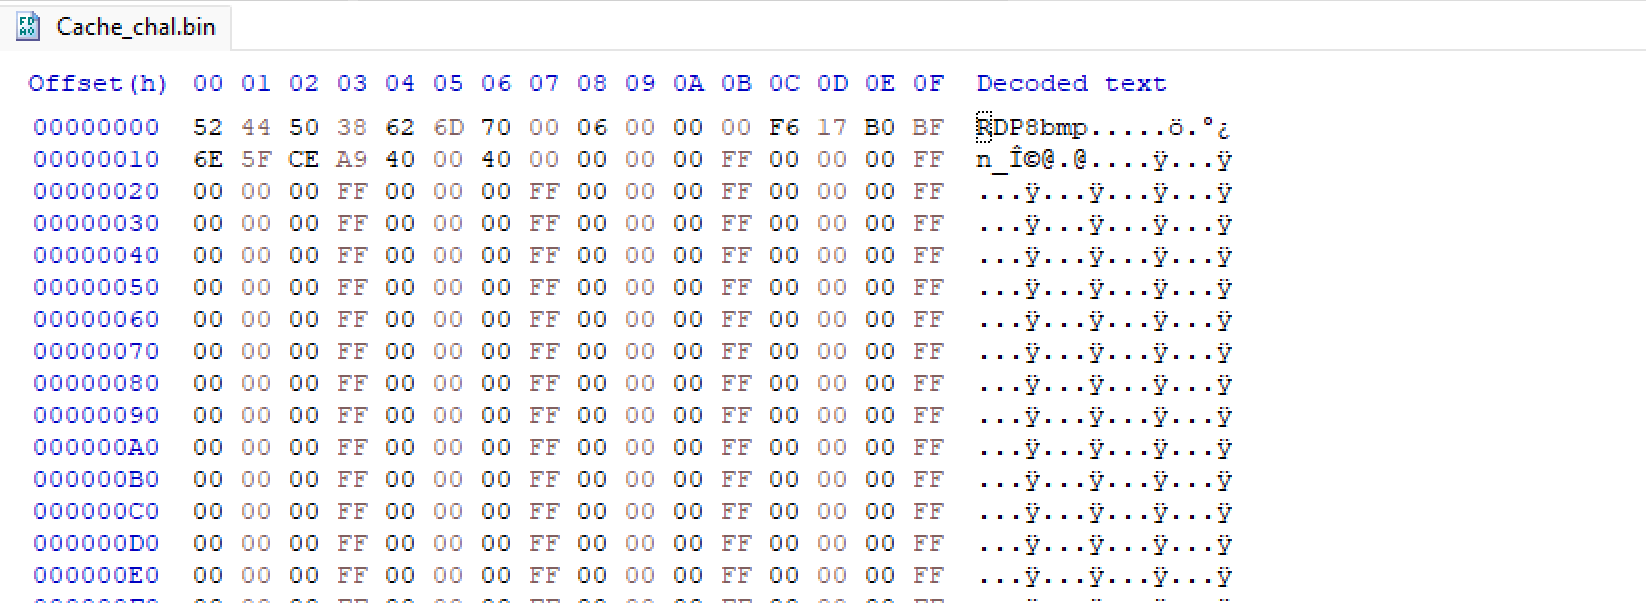 Cache_chal.bin
Offset(h) 00 01 02 03 04 05 06 07 08 09 0A 0B 0C 0D 0E 0F Decoded text
00000000 52 44 50 38 62 6D 70 00 06 00 00 00 F6 17 B0 BF RDP8bmp.....ö.°¿
00000010 6E 5F CE A9 40 00 40 00 00 00 00 FF 00 00 00 FF n_Î©@.@....ÿ...ÿ
00000020 00 00 00 FF 00 00 00 FF 00 00 00 FF 00 00 00 FF ...ÿ...ÿ...ÿ...ÿ
00000030 00 00 00 FF 00 00 00 FF 00 00 00 FF 00 00 00 FF ...ÿ...ÿ...ÿ...ÿ
00000040 00 00 00 FF 00 00 00 FF 00 00 00 FF 00 00 00 FF ...ÿ...ÿ...ÿ...ÿ
00000050 00 00 00 FF 00 00 00 FF 00 00 00 FF 00 00 00 FF ...ÿ...ÿ...ÿ...ÿ
00000060 00 00 00 FF 00 00 00 FF 00 00 00 FF 00 00 00 FF ...ÿ...ÿ...ÿ...ÿ
00000070 00 00 00 FF 00 00 00 FF 00 00 00 FF 00 00 00 FF ...ÿ...ÿ...ÿ...ÿ
00000080 00 00 00 FF 00 00 00 FF 00 00 00 FF 00 00 00 FF ...ÿ...ÿ...ÿ...ÿ
00000090 00 00 00 FF 00 00 00 FF 00 00 00 FF 00 00 00 FF ...ÿ...ÿ...ÿ...ÿ
000000A0 00 00 00 FF 00 00 00 FF 00 00 00 FF 00 00 00 FF ...ÿ...ÿ...ÿ...ÿ
000000B0 00 00 00 FF 00 00 00 FF 00 00 00 FF 00 00 00 FF ...ÿ...ÿ...ÿ...ÿ
000000C0 00 00 00 FF 00 00 00 FF 00 00 00 FF 00 00 00 FF ...ÿ...ÿ...ÿ...ÿ
000000D0 00 00 00 FF 00 00 00 FF 00 00 00 FF 00 00 00 FF ...ÿ...ÿ...ÿ...ÿ
000000E0 00 00 00 FF 00 00 00 FF 00 00 00 FF 00 00 00 FF ...ÿ...ÿ...ÿ...ÿ